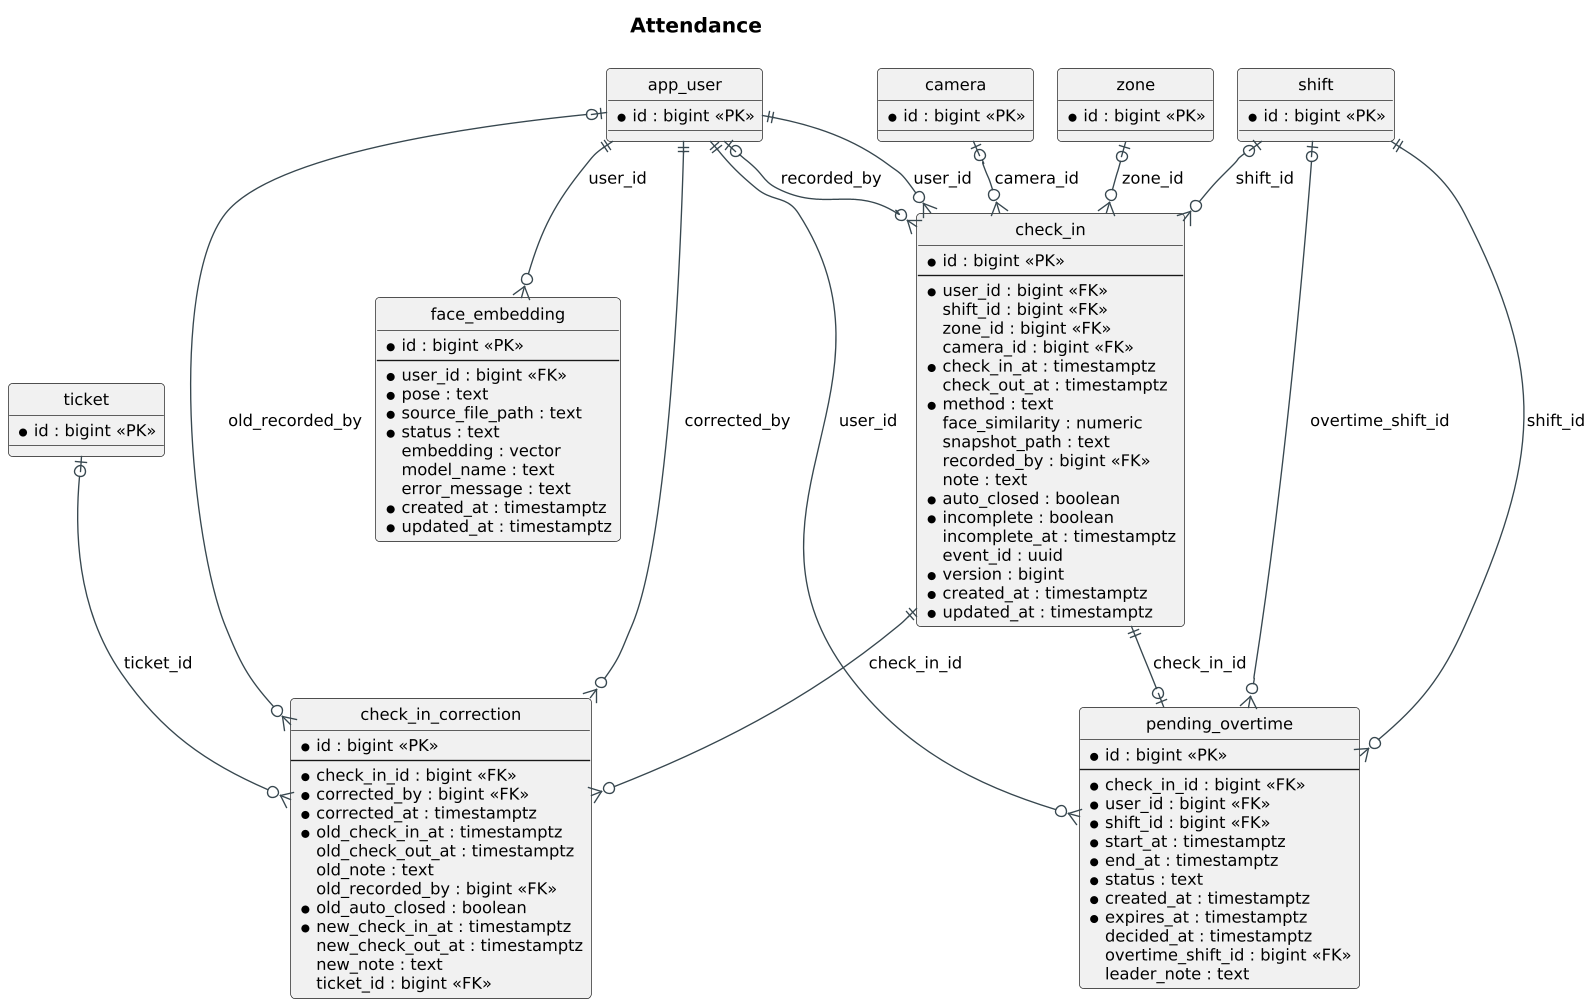 Attendance
app_user
id : bigint «PK»
camera
id : bigint «PK»
zone
id : bigint «PK»
shift
id : bigint «PK»
user_id
recorded_by
user_id
camera_id
zone_id
shift_id
check_in
id : bigint «PK»
user_id : bigint «FK»
shift_id : bigint «FK»
zone_id : bigint «FK»
camera_id : bigint «FK»
check_in_at : timestamptz
check_out_at : timestamptz
method : text
face_similarity : numeric
snapshot_path : text
recorded_by : bigint «FK»
note : text
auto_closed : boolean
incomplete : boolean
incomplete_at : timestamptz
event_id : uuid
version : bigint
created_at : timestamptz
updated_at : timestamptz
face_embedding
id : bigint «PK»
user_id : bigint «FK»
pose : text
source_file_path : text
status : text
embedding : vector
model_name : text
error_message : text
created_at : timestamptz
updated_at : timestamptz
ticket
id : bigint «PK»
old_recorded_by
corrected_by
user_id
overtime_shift_id
shift_id
ticket_id
check_in_id
check_in_id
check_in_correction
id : bigint «PK»
check_in_id : bigint «FK»
corrected_by : bigint «FK»
corrected_at : timestamptz
old_check_in_at : timestamptz
old_check_out_at : timestamptz
old_note : text
old_recorded_by : bigint «FK»
old_auto_closed : boolean
new_check_in_at : timestamptz
new_check_out_at : timestamptz
new_note : text
ticket_id : bigint «FK»
pending_overtime
id : bigint «PK»
check_in_id : bigint «FK»
user_id : bigint «FK»
shift_id : bigint «FK»
start_at : timestamptz
end_at : timestamptz
status : text
created_at : timestamptz
expires_at : timestamptz
decided_at : timestamptz
overtime_shift_id : bigint «FK»
leader_note : text